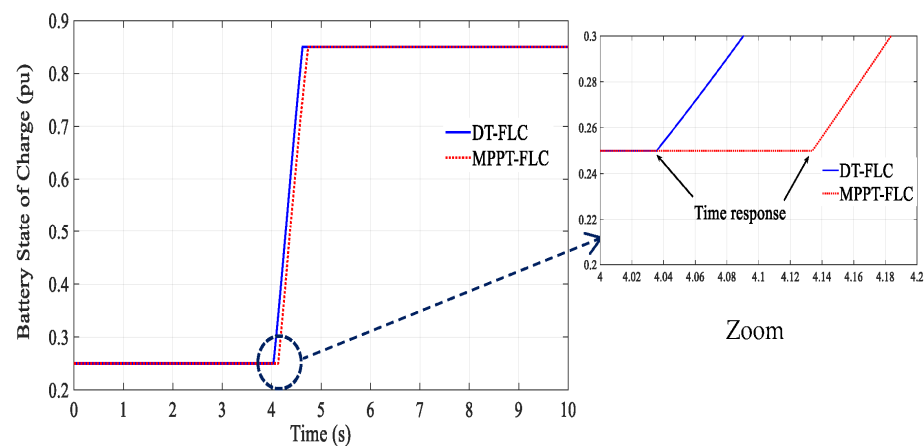 0.9
0.8
0.7
0.6
0.5
0.4
0.3
0.2
Battery State of Charge (pu)
DT-FLC
MPPT-FLC
0 1 2 3 4 5 6 7 8 9 10
Time (s)
0.3
0.28
0.26
0.24
0.22
0.2
DT-FLC
MPPT-FLC
Time response
4 4.02 4.04 4.06 4.08 4.1 4.12 4.14 4.16 4.18 4.2
Zoom